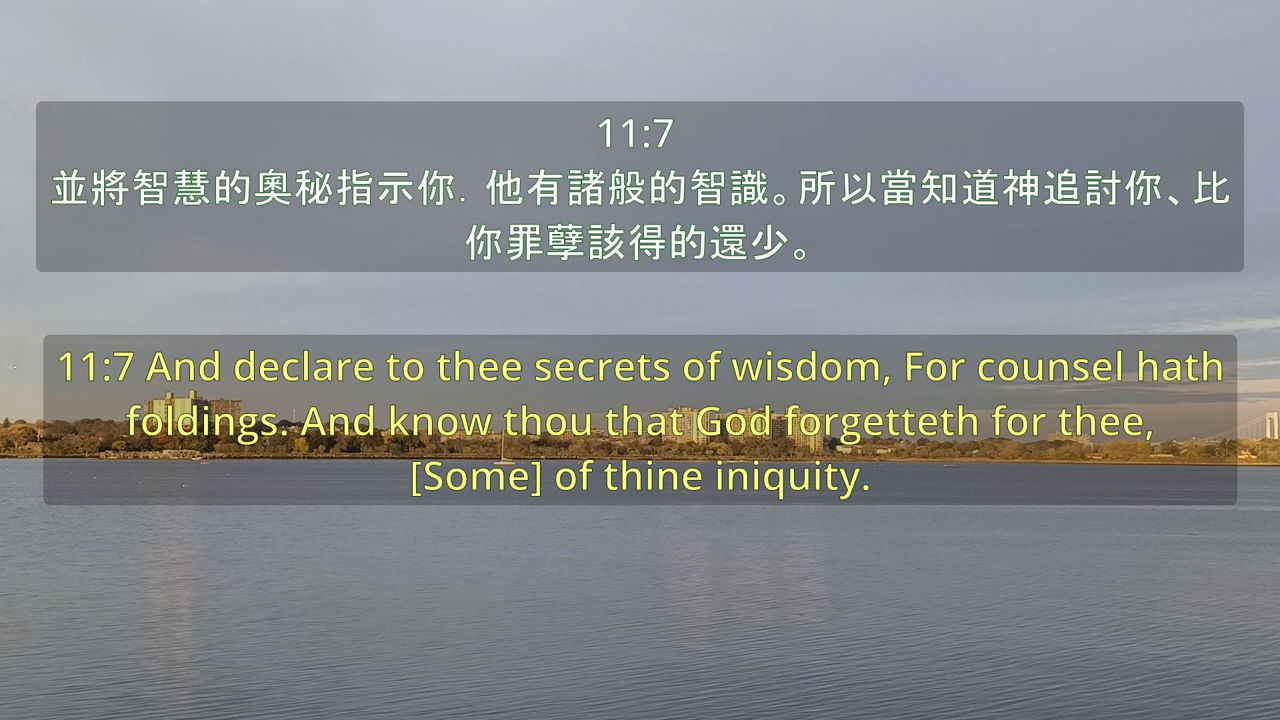 11:7
並將智慧的奧秘指示你．他有諸般的智識。所以當知道神追討你、比
你罪孽該得的還少。
11:7 And declare to thee secrets of wisdom, For counsel hath
foldings. And know thou that God forgetteth for thee,
[Some] of thine iniquity.